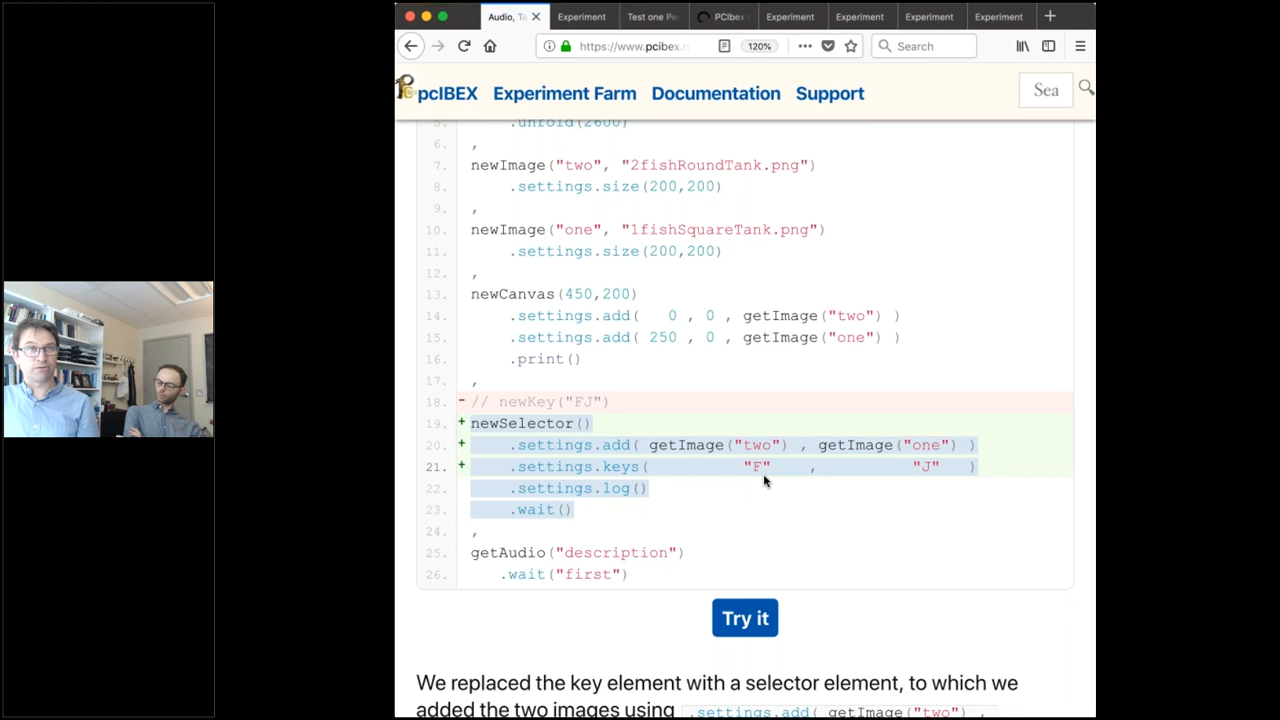 Audio, Te
Experiment
Test one Per
PCIbex
Experiment
Experiment
Experiment
Experiment
https://www.pcibex.n
120%
Search
pcIBEX
Experiment Farm
Documentation
Support
Sea
5. .unfold(2600)
6. ,
7. newImage("two", "2fishRoundTank.png")
8. .settings.size(200,200)
9. ,
10. newImage("one", "1fishSquareTank.png")
11. .settings.size(200,200)
12. ,
13. newCanvas(450,200)
14. .settings.add( 0 , 0 , getImage("two") )
15. .settings.add( 250 , 0 , getImage("one") )
16. .print()
17. ,
18. - // newKey("FJ")
19. + newSelector()
20. + .settings.add( getImage("two") , getImage("one") )
21. + .settings.keys( "F" , "J" )
22. .settings.log()
23. .wait()
24. ,
25. getAudio("description")
26. .wait("first")
Try it
We replaced the key element with a selector element, to which we
added the two images using .settings.add( getImage("two") ,